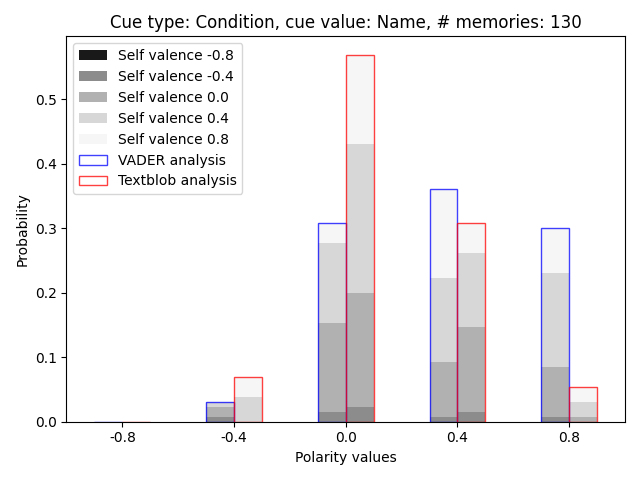 Cue type: Condition, cue value: Name, # memories: 130
Self valence -0.8
Self valence -0.4
Self valence 0.0
Self valence 0.4
Self valence 0.8
VADER analysis
Textblob analysis
Probability
0.5
0.4
0.3
0.2
0.1
0.0
-0.8
-0.4
0.0
0.4
0.8
Polarity values